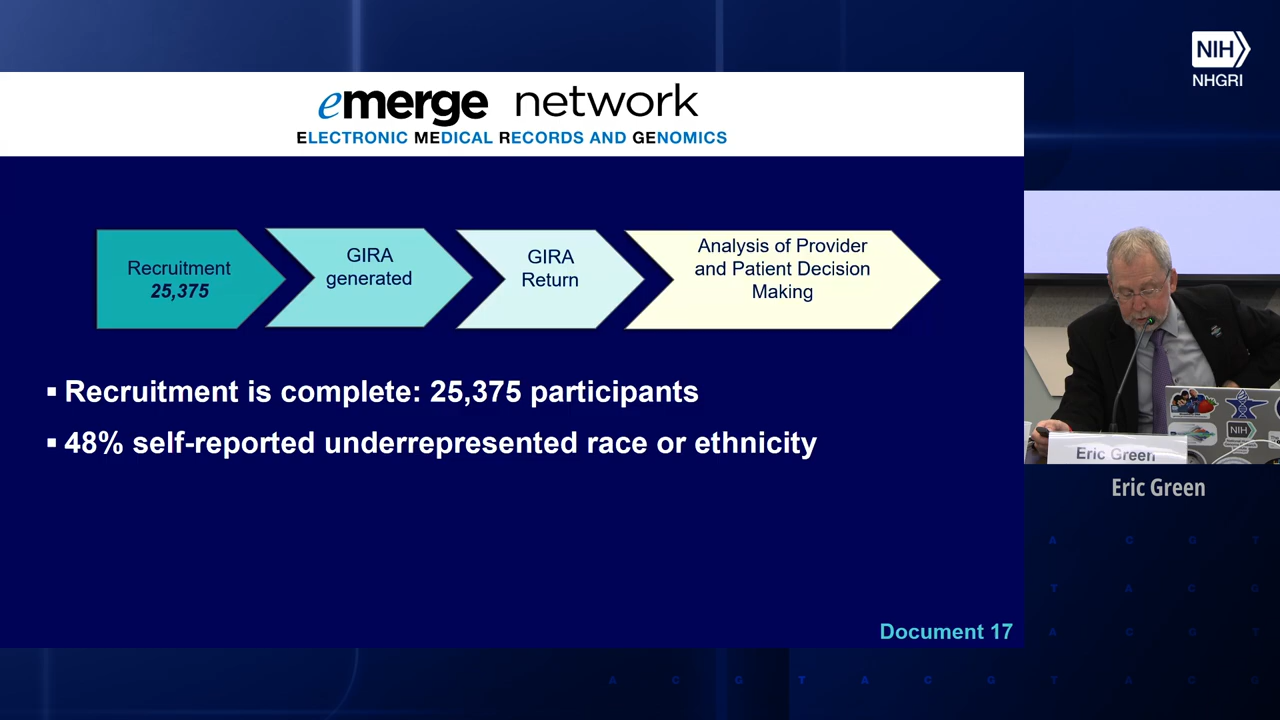 NIH
NHGRI
emerge network
ELECTRONIC MEDICAL RECORDS AND GENOMICS
Recruitment
25,375
GIRA
generated
GIRA
Return
Analysis of Provider
and Patient Decision
Making
▪ Recruitment is complete: 25,375 participants
▪ 48% self-reported underrepresented race or ethnicity
Document 17
NIH
Eric Green
Eric Green
A C G T
T A C G
A C G T
A C G T A C G T A C G